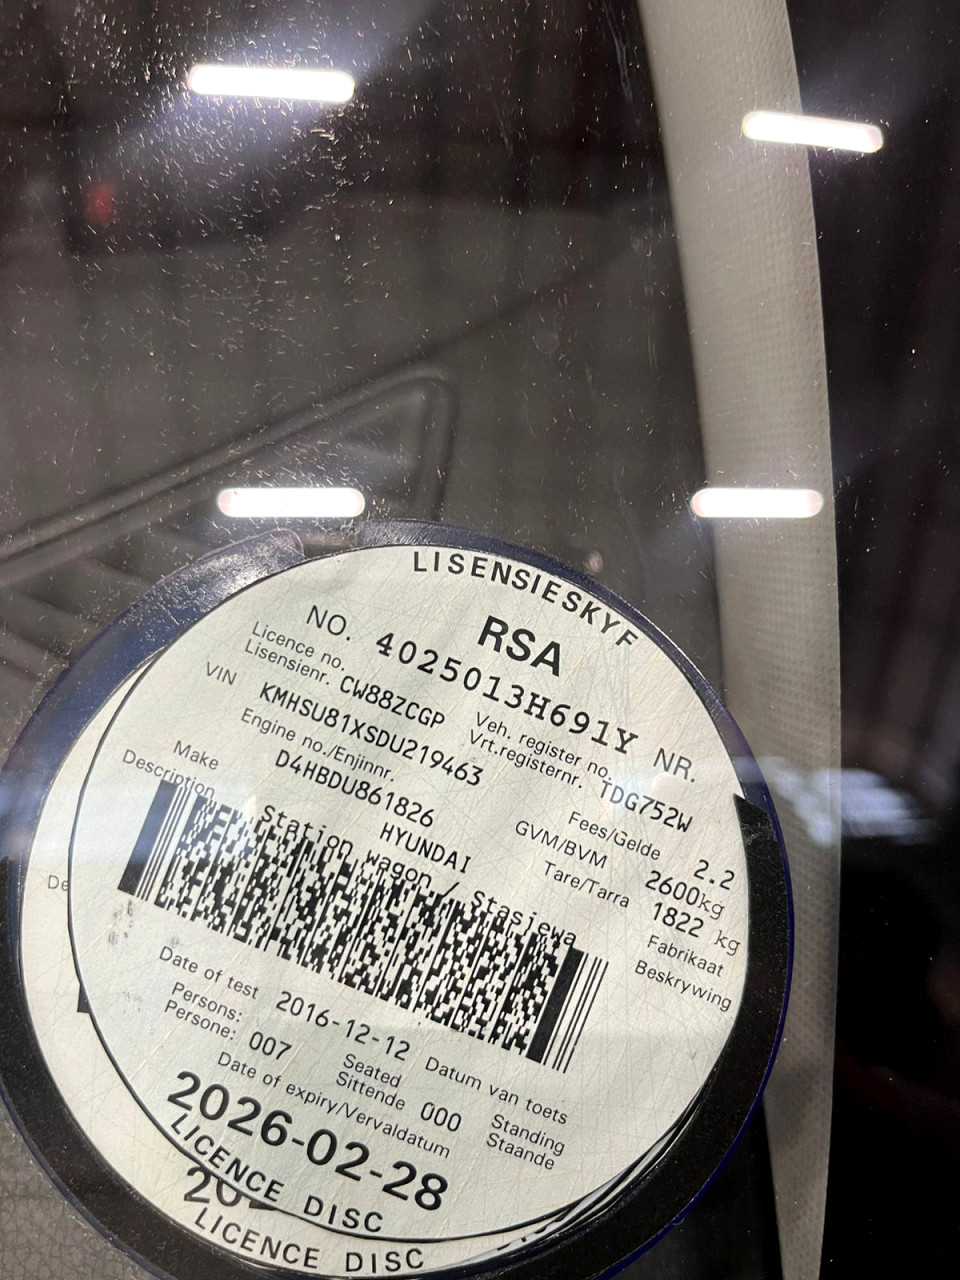 LISENSIESKYF
RSA
NO. 4025013H691Y NR.
Licence no. Lisensienr. CW88ZCGP Veh. register no. Vrt.registernr. TDG752W
VIN KMHSU81XSDU219463 Fees/Gelde 2.2
Engine no./Enjinnr. D4HBDU861826 GVM/BVM 2600kg
Tare/Tarra 1822 kg
Make HYUNDAI Fabrikaat
Description Station wagon / Stasiewa Beskrywing
Date of test 2016-12-12 Datum van toets
Persons: Persone: 007 Seated Sittende 000 Standing Staande
Date of expiry/Vervaldatum
2026-02-28
LICENCE DISC
De
20
LICENCE DISC